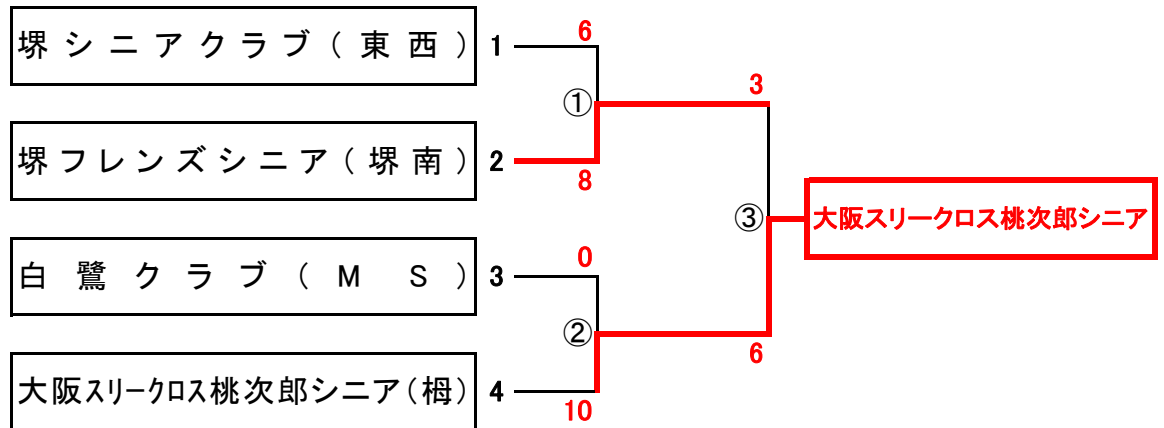 堺シニアクラブ(東西) 1
6
①
3
堺フレンズシニア(堺南) 2
8
③
大阪スリークロス桃次郎シニア
白鷺クラブ(MS) 3
0
②
6
大阪スリークロス桃次郎シニア(栂) 4
10